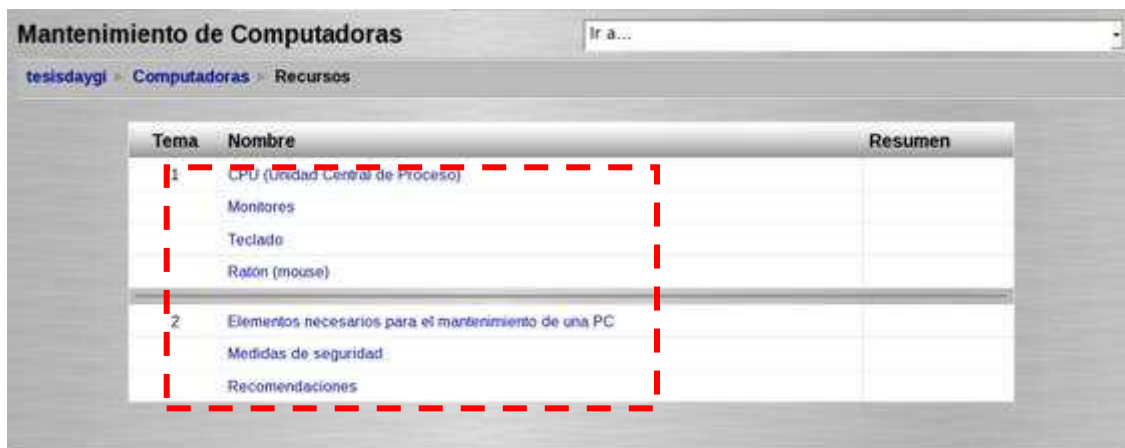 Mantenimiento de Computadoras
Ir a...
tesisdaygi ► Computadoras ► Recursos
Tema Nombre Resumen
1 CPU (Unidad Central de Proceso)
Monitores
Teclado
Ratón (mouse)
2 Elementos necesarios para el mantenimiento de una PC
Medidas de seguridad
Recomendaciones